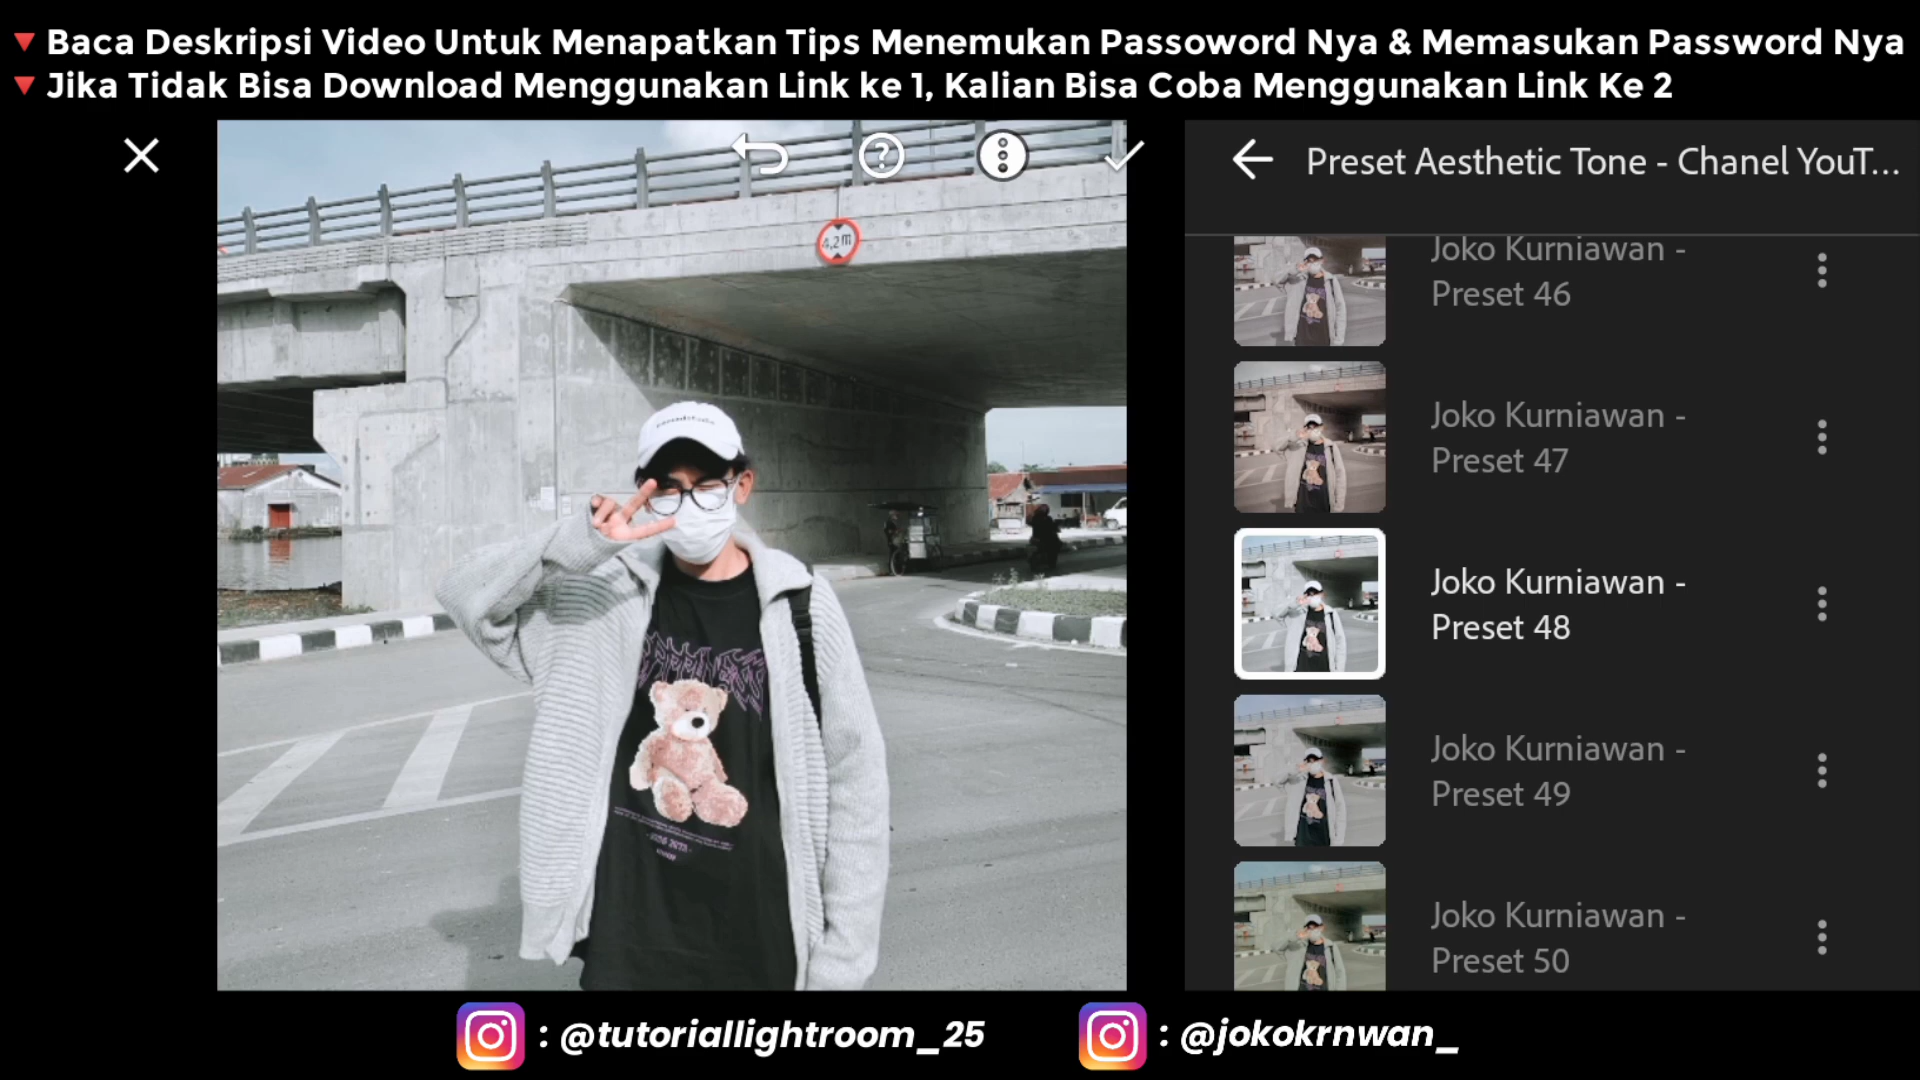 Baca Deskripsi Video Untuk Menapatkan Tips Menemukan Passoword Nya & Memasukan Password Nya
Jika Tidak Bisa Download Menggunakan Link ke 1, Kalian Bisa Coba Menggunakan Link Ke 2
Preset Aesthetic Tone - Chanel YouT...
4,2m
Joko Kurniawan -
Preset 46
Joko Kurniawan -
Preset 47
Joko Kurniawan -
Preset 48
Joko Kurniawan -
Preset 49
Joko Kurniawan -
Preset 50
: @tutoriallightroom_25
: @jokokrnwan_